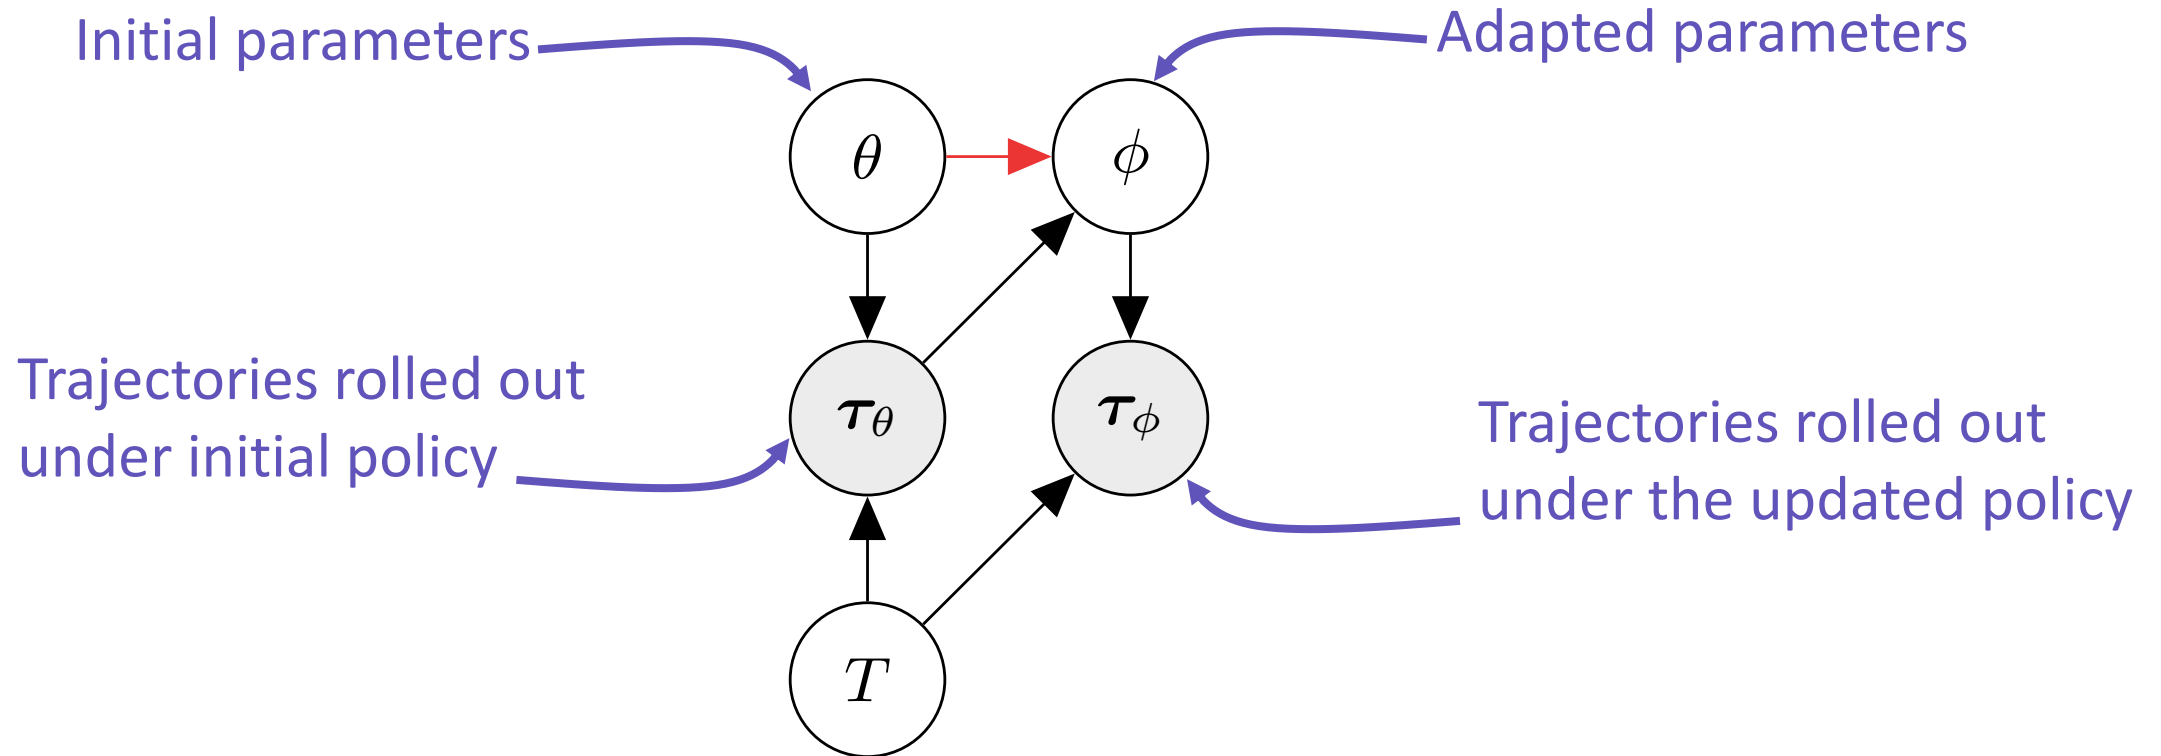 Initial parameters
Adapted parameters
θ
ϕ
Trajectories rolled out
under initial policy
τθ
τϕ
Trajectories rolled out
under the updated policy
T